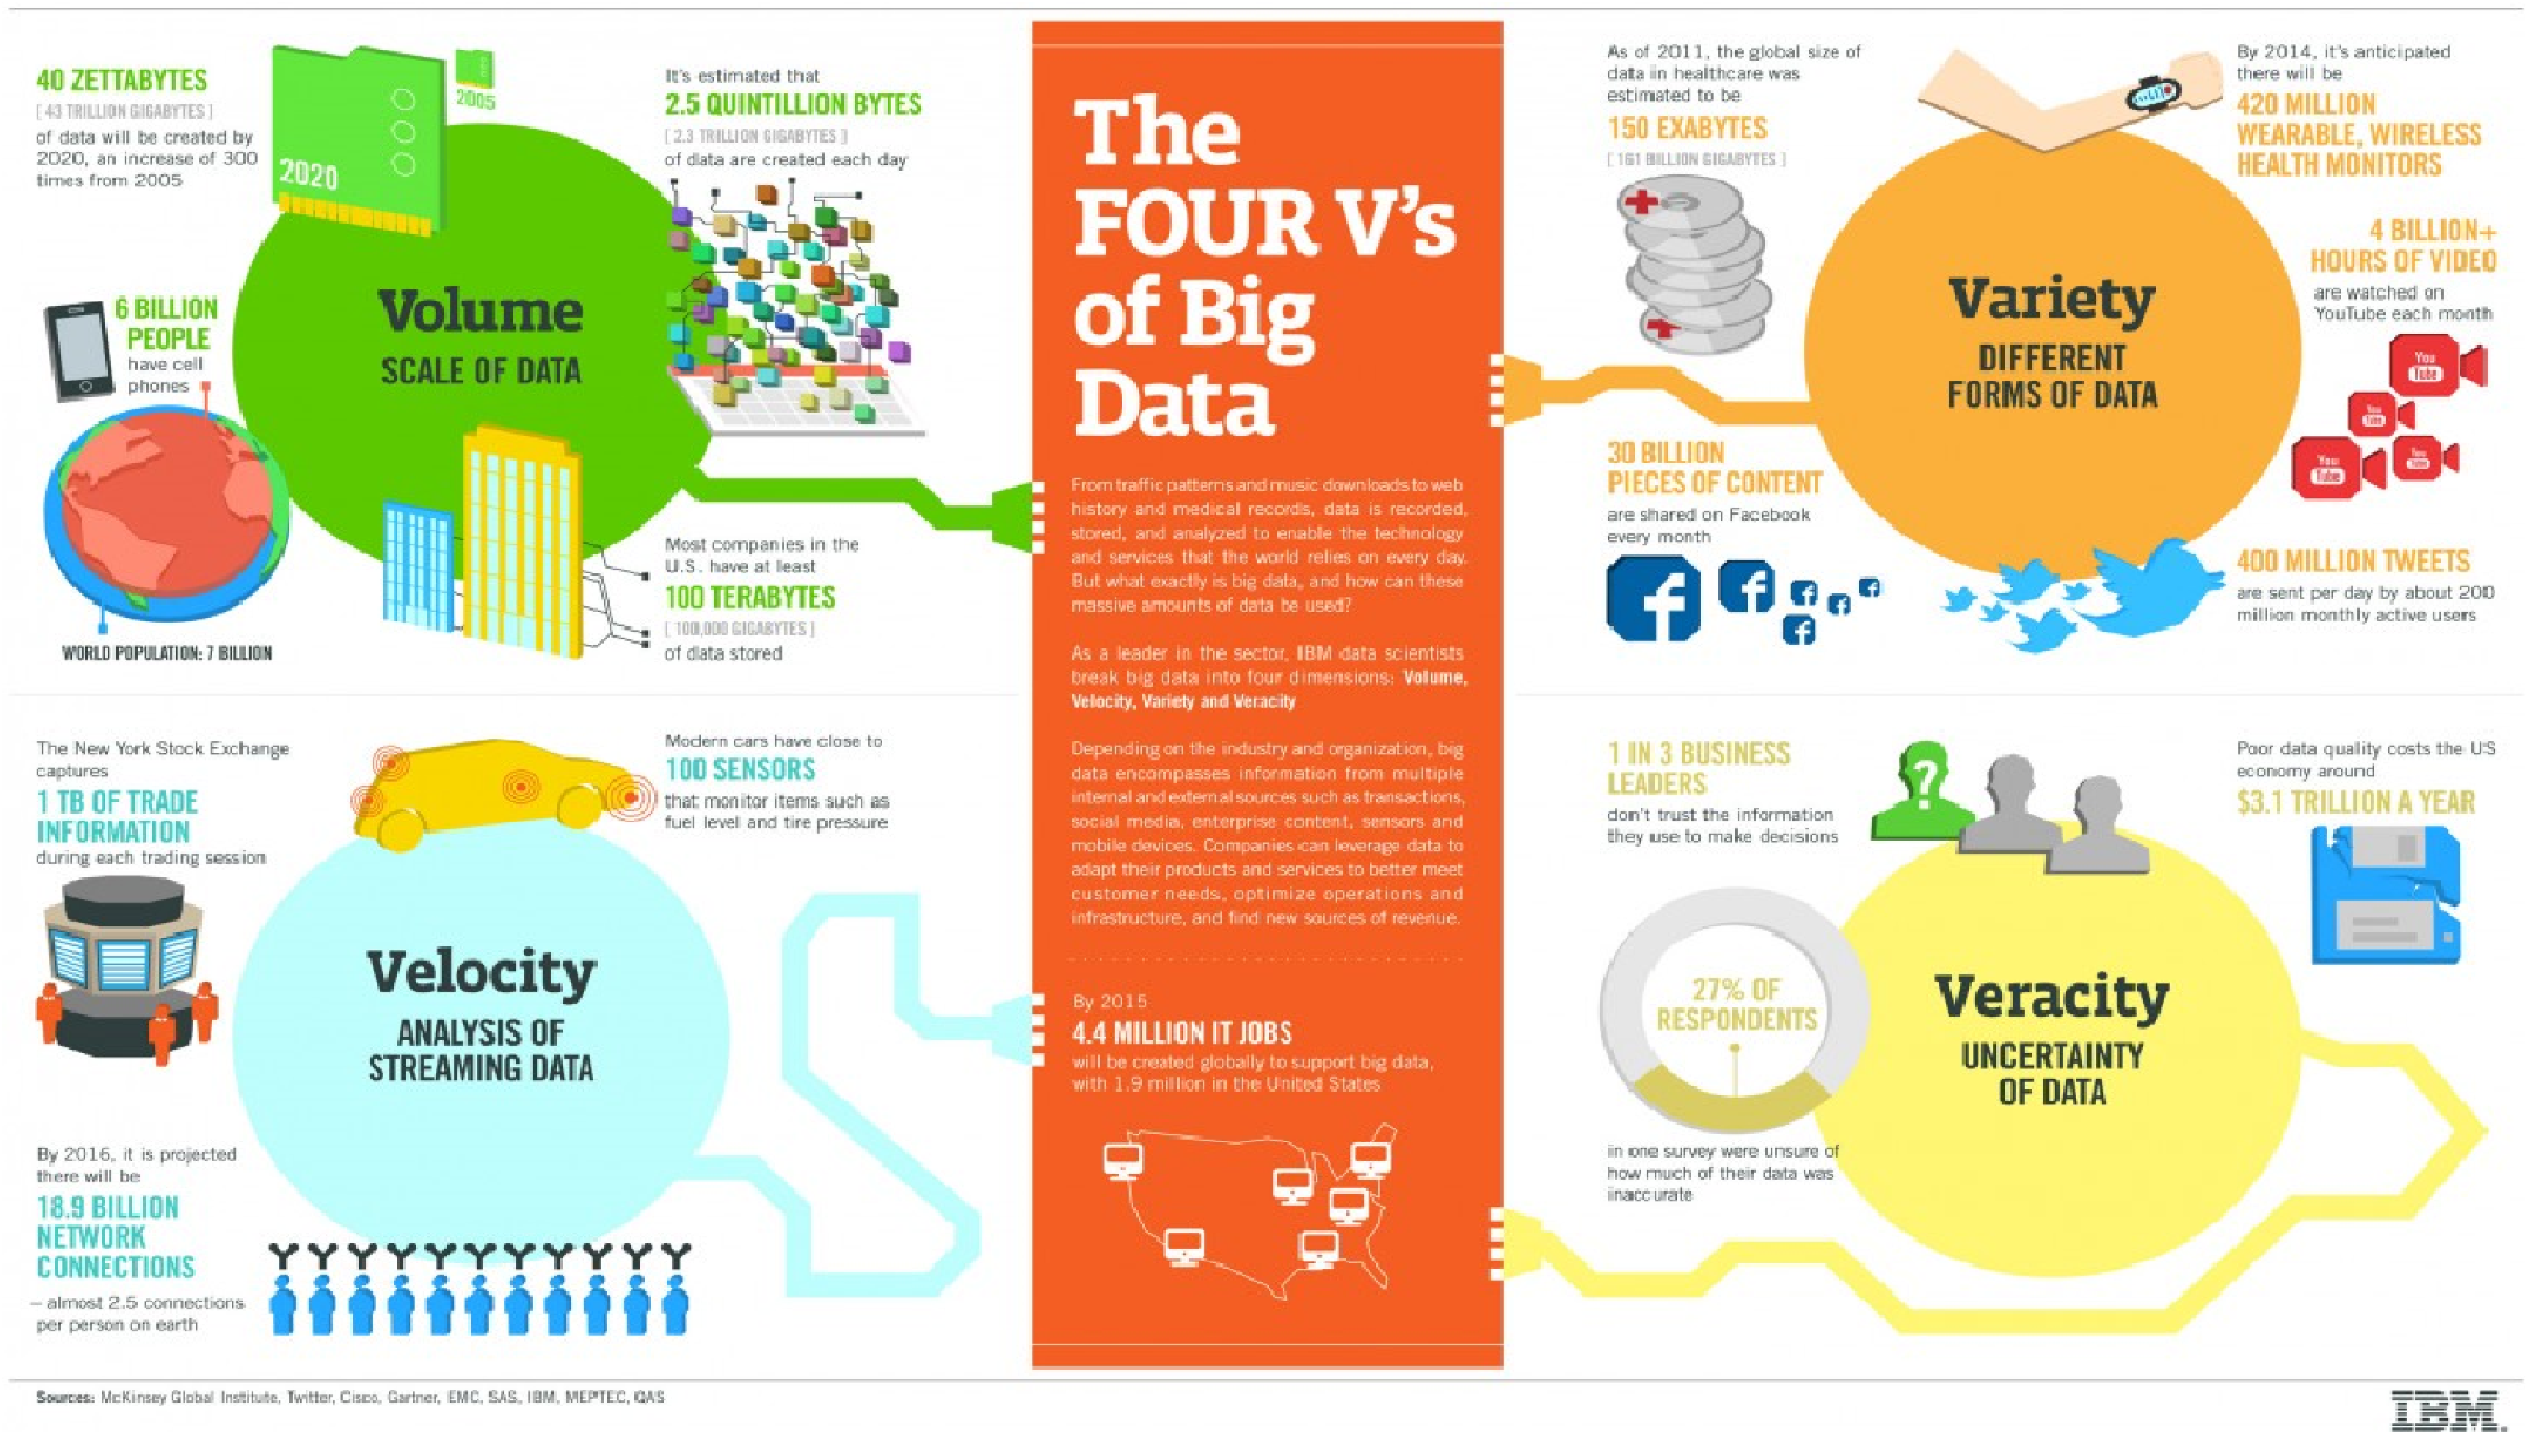 40 ZETTABYTES
[ 43 TRILLION GIGABYTES ]
of data will be created by
2020, an increase of 300
times from 2005
2020
2005
It's estimated that
2.5 QUINTILLION BYTES
[ 2.3 TRILLION GIGABYTES ]
of data are created each day
6 BILLION
PEOPLE
have cell
phones
WORLD POPULATION: 7 BILLION
Volume
SCALE OF DATA
Most companies in the
U.S. have at least
100 TERABYTES
[ 100,000 GIGABYTES ]
of data stored
The
FOUR V's
of Big
Data
From traffic patterns and music downloads to web
history and medical records, data is recorded,
stored, and analyzed to enable the technology
and services that the world relies on every day.
But what exactly is big data, and how can these
massive amounts of data be used?
As a leader in the sector, IBM data scientists
break big data into four dimensions: Volume,
Velocity, Variety and Veracity
Depending on the industry and organization, big
data encompasses information from multiple
internal and external sources such as transactions,
social media, enterprise content, sensors and
mobile devices. Companies can leverage data to
adapt their products and services to better meet
customer needs, optimize operations and
infrastructure, and find new sources of revenue.
By 2015
4.4 MILLION IT JOBS
will be created globally to support big data,
with 1.9 million in the United States
As of 2011, the global size of
data in healthcare was
estimated to be
150 EXABYTES
[ 161 BILLION GIGABYTES ]
By 2014, it's anticipated
there will be
420 MILLION
WEARABLE, WIRELESS
HEALTH MONITORS
4 BILLION+
HOURS OF VIDEO
are watched on
YouTube each month
You
Tube
You
Tube
You
Tube
You
Tube
Variety
DIFFERENT
FORMS OF DATA
30 BILLION
PIECES OF CONTENT
are shared on Facebook
every month
f
f
f
f
f
f
400 MILLION TWEETS
are sent per day by about 200
million monthly active users
The New York Stock Exchange
captures
1 TB OF TRADE
INFORMATION
during each trading session
Modern cars have close to
100 SENSORS
that monitor items such as
fuel level and tire pressure
Velocity
ANALYSIS OF
STREAMING DATA
By 2016, it is projected
there will be
18.9 BILLION
NETWORK
CONNECTIONS
– almost 2.5 connections
per person on earth
1 IN 3 BUSINESS
LEADERS
don't trust the information
they use to make decisions
?
Poor data quality costs the US
economy around
$3.1 TRILLION A YEAR
27% OF
RESPONDENTS
in one survey were unsure of
how much of their data was
inaccurate
Veracity
UNCERTAINTY
OF DATA
Sources: McKinsey Global Institute, Twitter, Cisco, Gartner, EMC, SAS, IBM, MEPTEC, QAS
IBM.